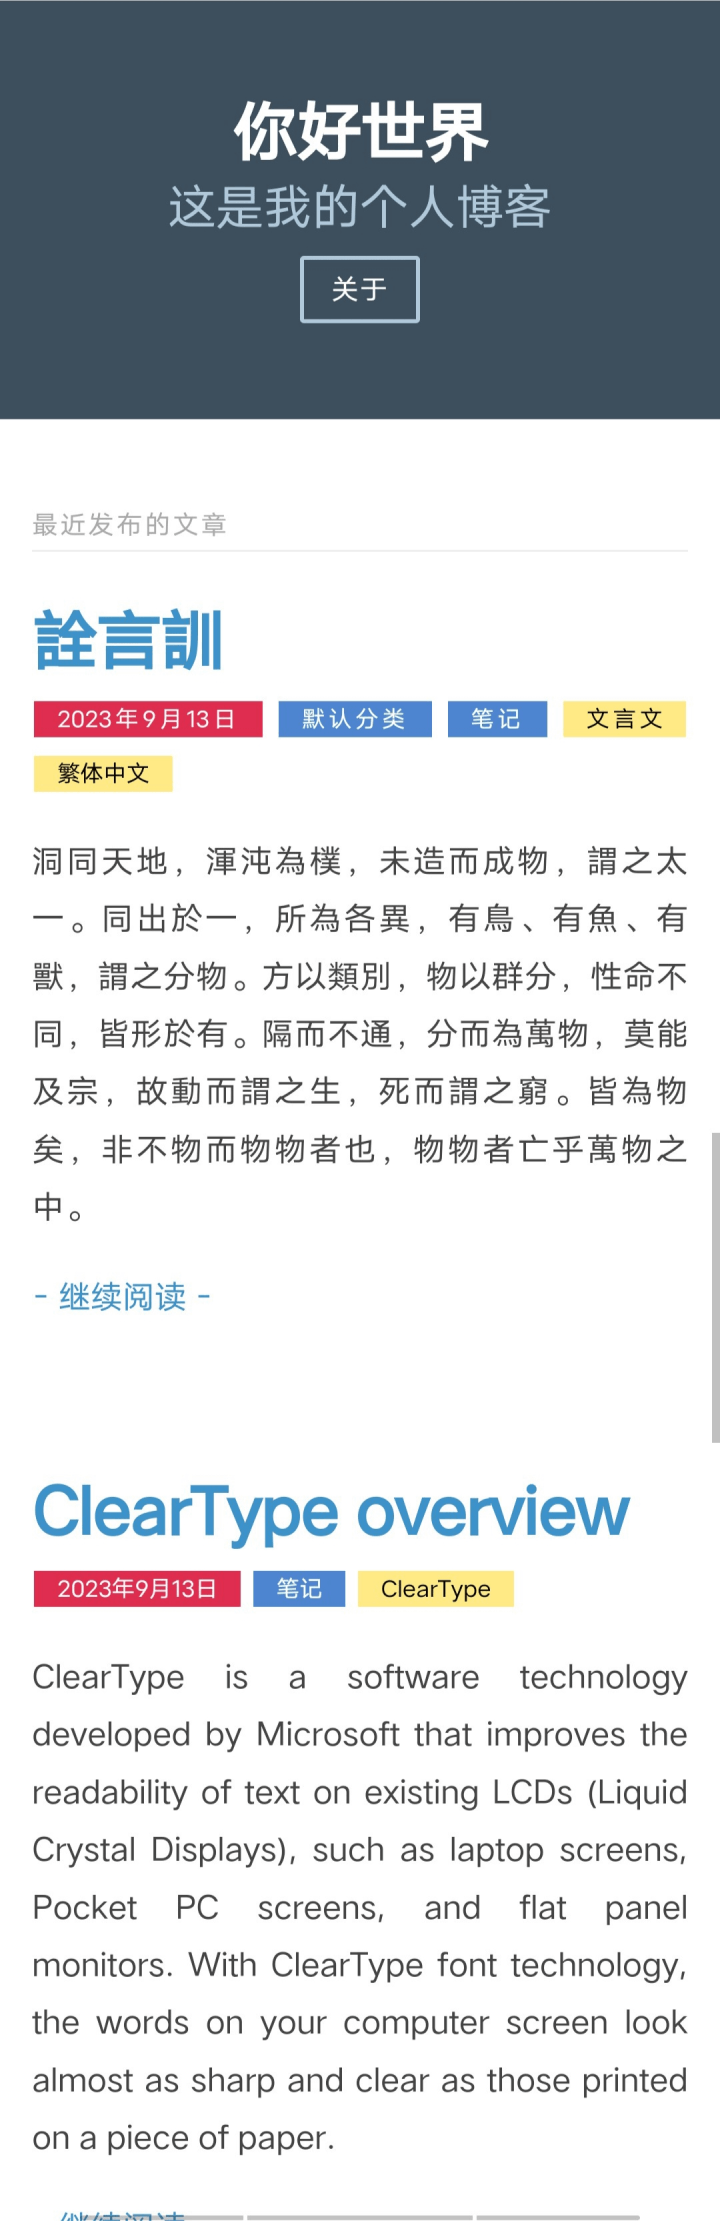 你好世界
这是我的个人博客
关于
最近发布的文章
詮言訓
2023年9月13日 默认分类 笔记 文言文
繁体中文
洞同天地，渾沌為樸，未造而成物，謂之太
一。同出於一，所為各異，有鳥、有魚、有
獸，謂之分物。方以類別，物以群分，性命不
同，皆形於有。隔而不通，分而為萬物，莫能
及宗，故動而謂之生，死而謂之窮。皆為物
矣，非不物而物物者也，物物者亡乎萬物之
中。
- 继续阅读 -
ClearType overview
2023年9月13日 笔记 ClearType
ClearType is a software technology
developed by Microsoft that improves the
readability of text on existing LCDs (Liquid
Crystal Displays), such as laptop screens,
Pocket PC screens, and flat panel
monitors. With ClearType font technology,
the words on your computer screen look
almost as sharp and clear as those printed
on a piece of paper.
继续阅读